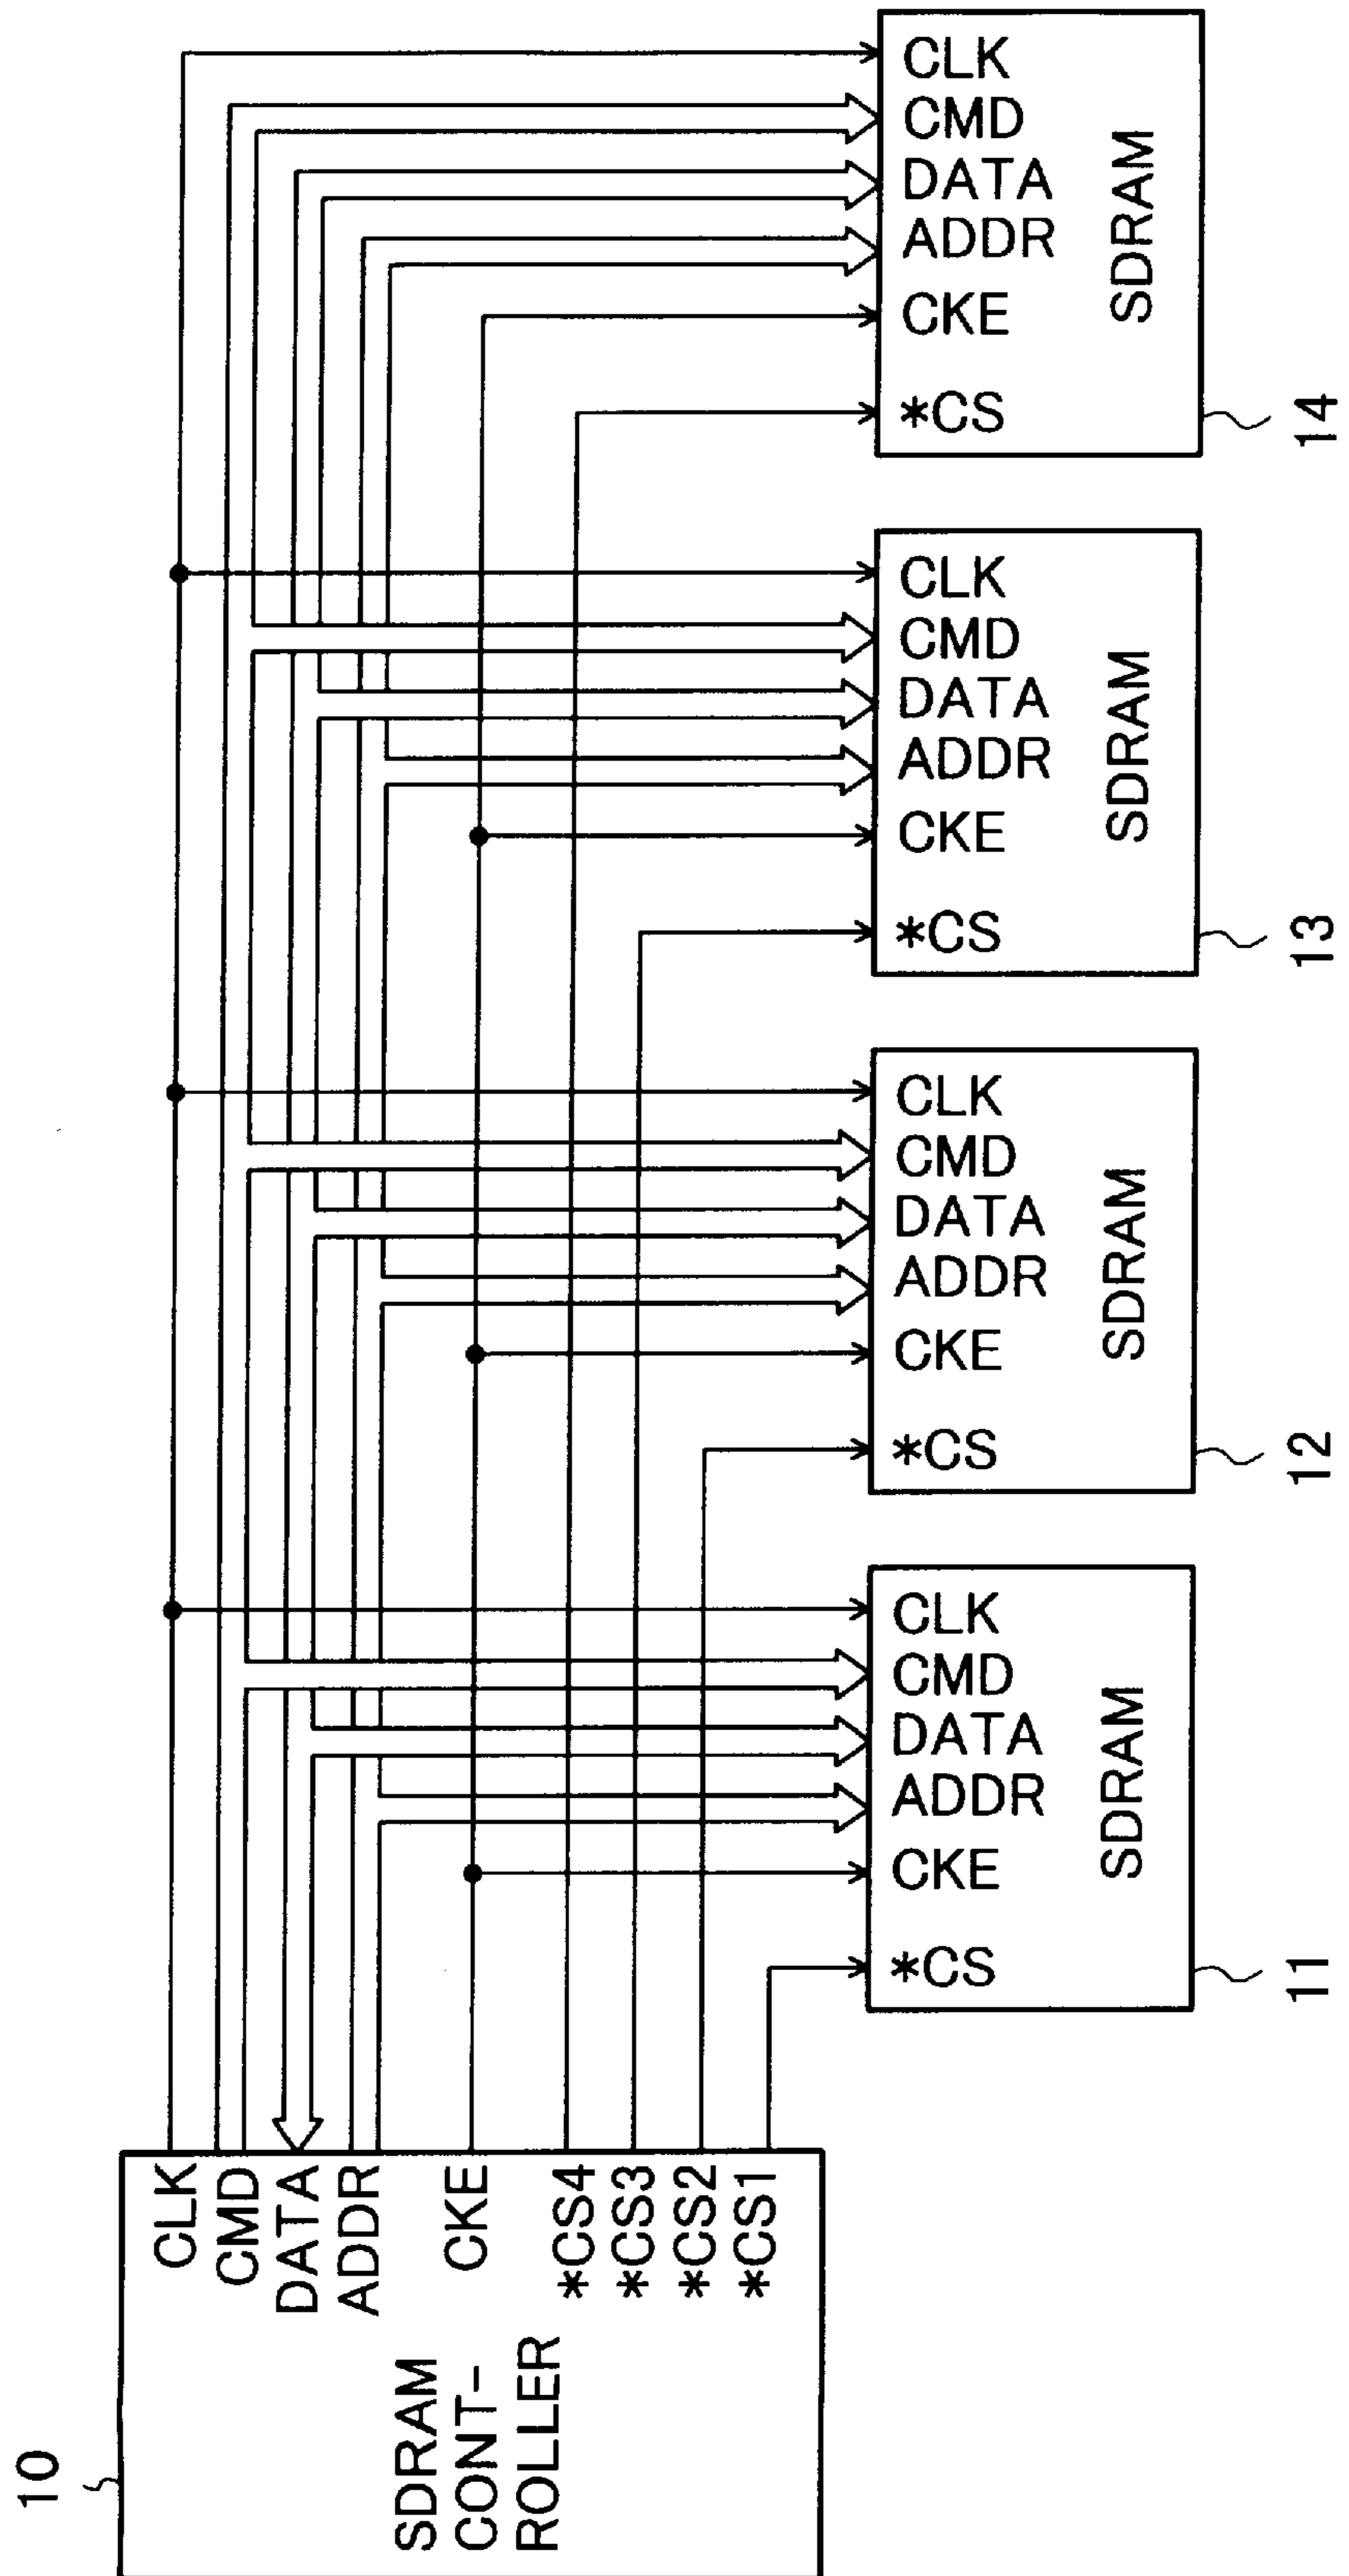 10
SDRAM
CONT-
ROLLER
CLK
CMD
DATA
ADDR
CKE
*CS4
*CS3
*CS2
*CS1
CLK
CMD
DATA
ADDR
CKE
*CS
SDRAM
11
CLK
CMD
DATA
ADDR
CKE
*CS
SDRAM
12
CLK
CMD
DATA
ADDR
CKE
*CS
SDRAM
13
CLK
CMD
DATA
ADDR
CKE
*CS
SDRAM
14